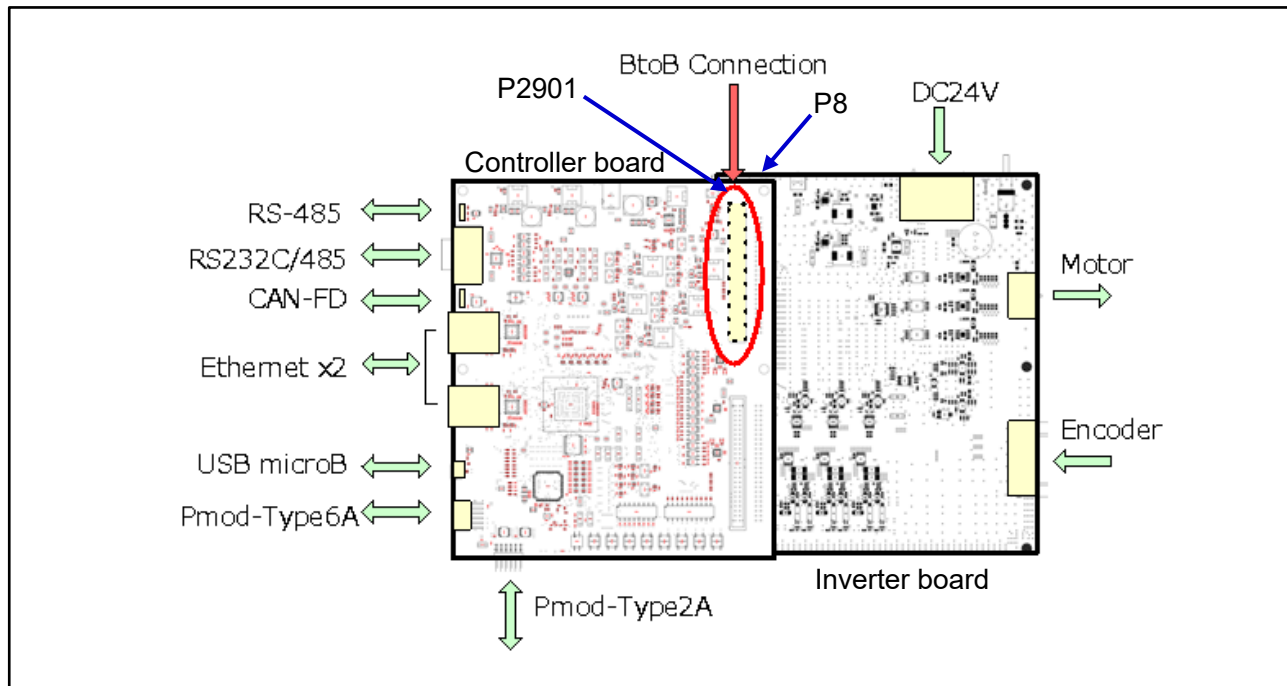 BtoB Connection
P2901
P8
DC24V
Controller board
RS-485
RS232C/485
CAN-FD
Ethernet x2
USB microB
Pmod-Type6A
Motor
Encoder
Inverter board
Pmod-Type2A